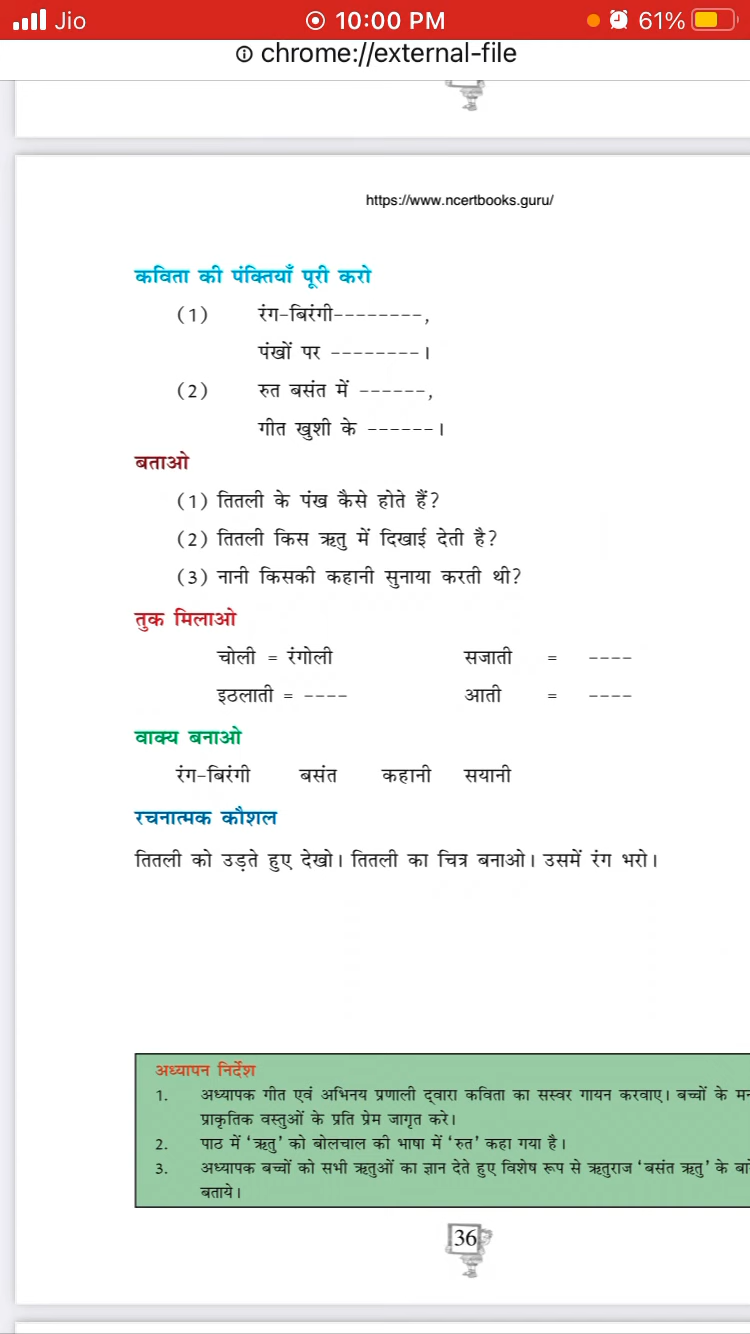 Jio 10:00 PM 61%
chrome://external-file
https://www.ncertbooks.guru/
कविता की पंक्तियाँ पूरी करो
(1) रंग-बिरंगी--------,
पंखों पर --------।
(2) रुत बसंत में ------,
गीत खुशी के ------।
बताओ
(1) तितली के पंख कैसे होते हैं?
(2) तितली किस ऋतु में दिखाई देती है?
(3) नानी किसकी कहानी सुनाया करती थी?
तुक मिलाओ
चोली = रंगोली सजाती = ----
इठलाती = ---- आती = ----
वाक्य बनाओ
रंग-बिरंगी बसंत कहानी सयानी
रचनात्मक कौशल
तितली को उड़ते हुए देखो। तितली का चित्र बनाओ। उसमें रंग भरो।
अध्यापन निर्देश
1. अध्यापक गीत एवं अभिनय प्रणाली द्वारा कविता का सस्वर गायन करवाए। बच्चों के
प्राकृतिक वस्तुओं के प्रति प्रेम जागृत करे।
2. पाठ में 'ऋतु' को बोलचाल की भाषा में 'रुत' कहा गया है।
3. अध्यापक बच्चों को सभी ऋतुओं का ज्ञान देते हुए विशेष रूप से ऋतुराज 'बसंत ऋतु' के
बताये।
36